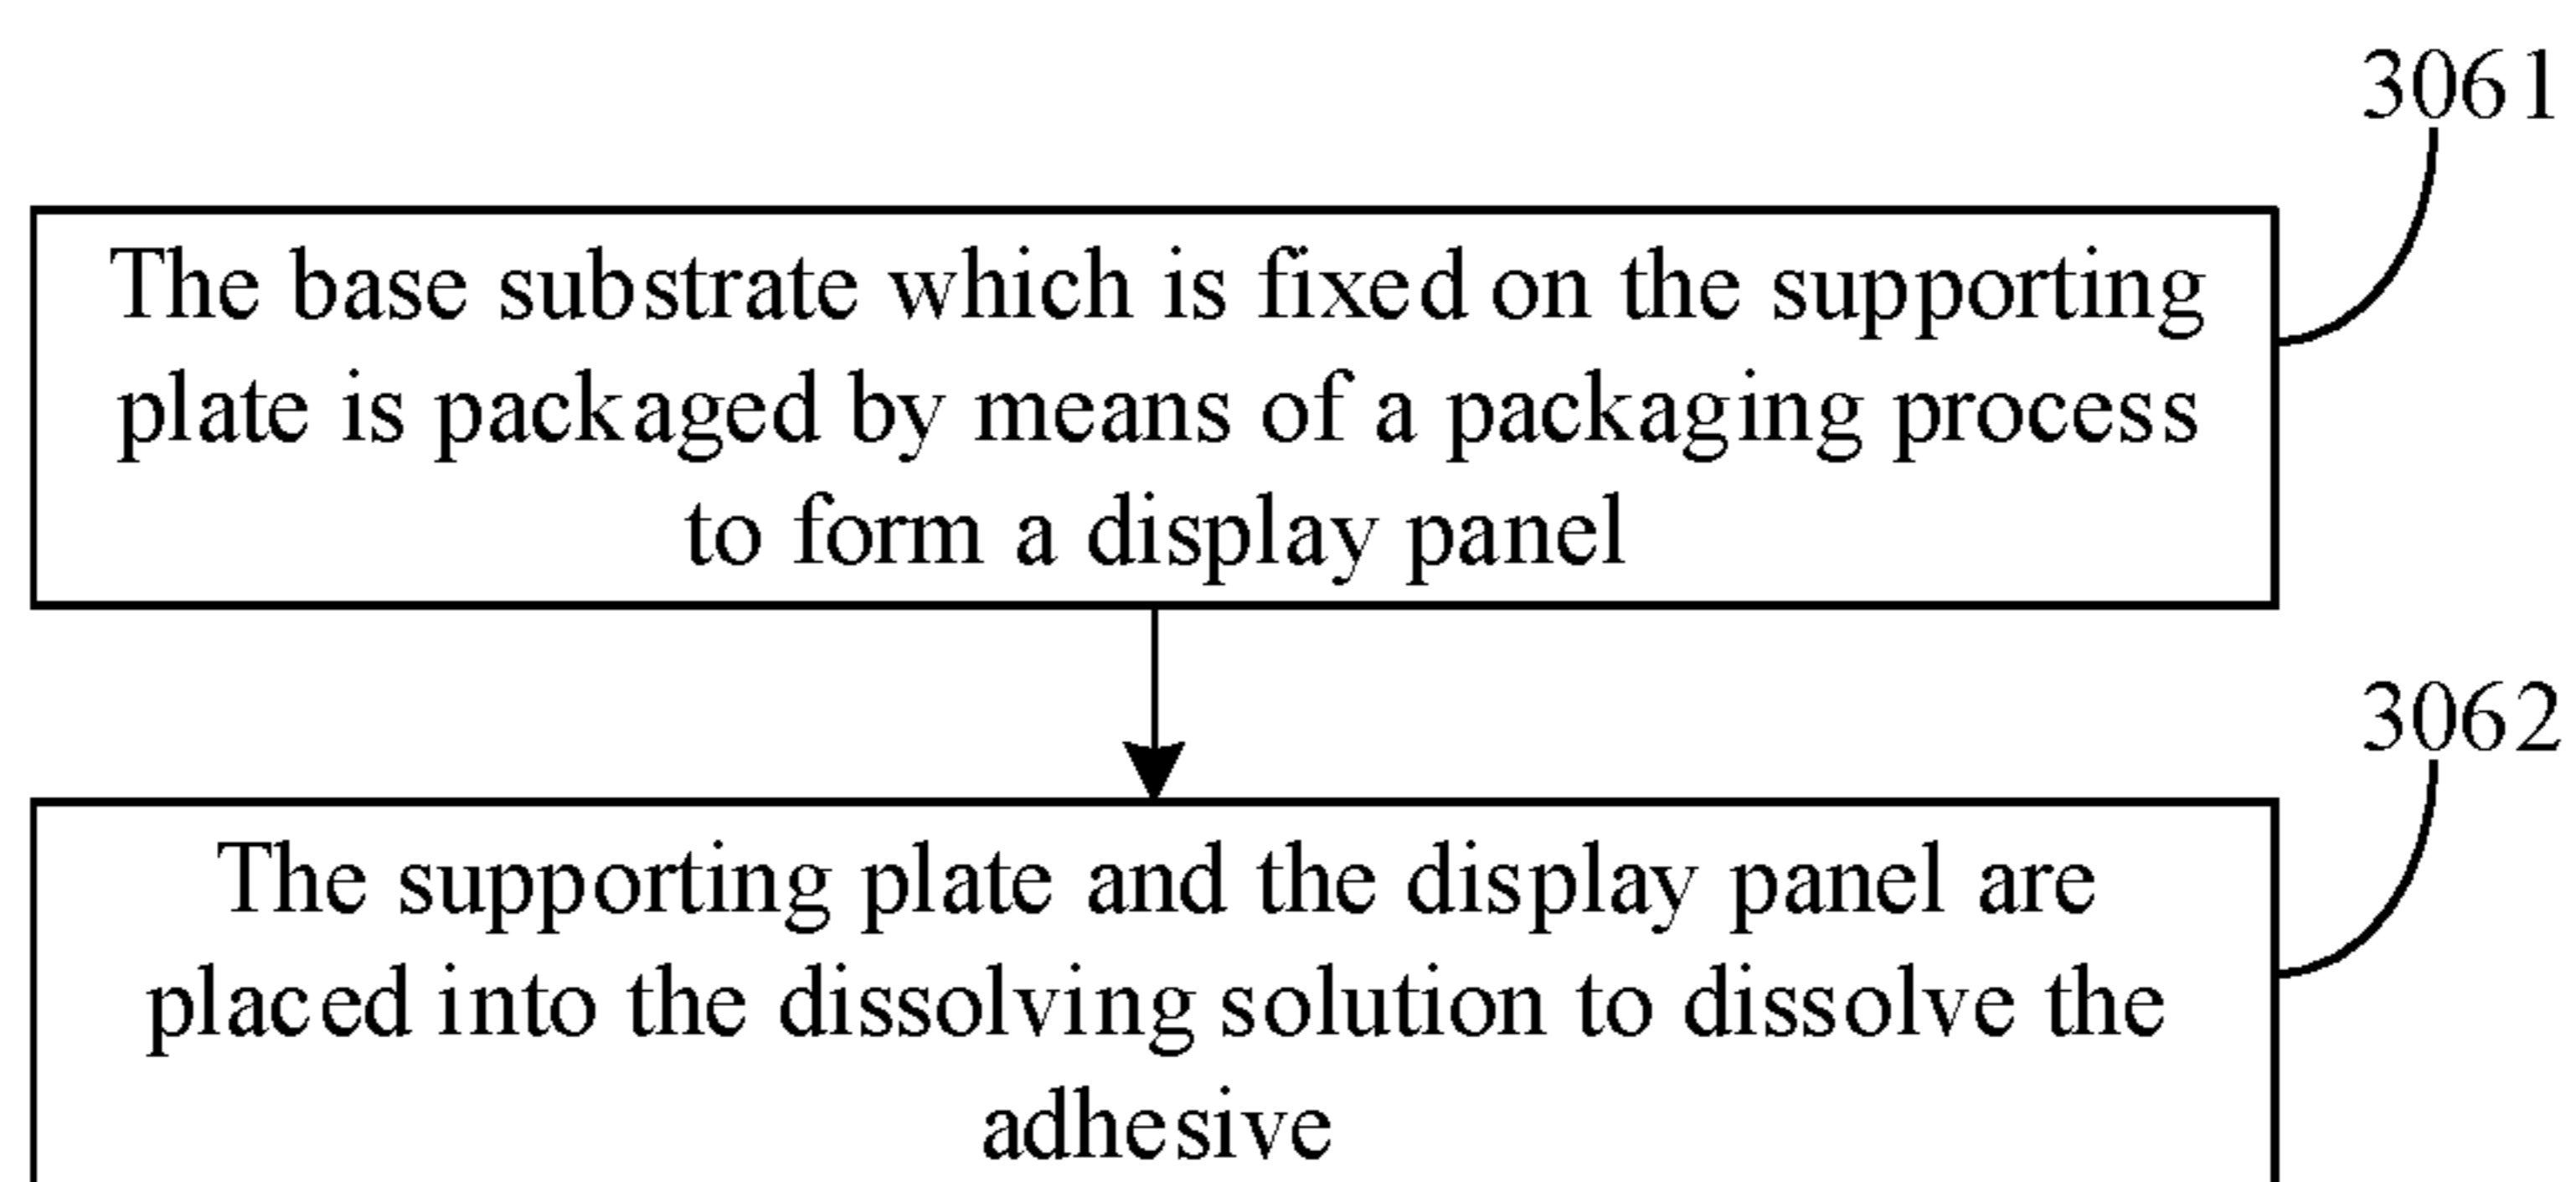 3061
The base substrate which is fixed on the supporting
plate is packaged by means of a packaging process
to form a display panel
3062
The supporting plate and the display panel are
placed into the dissolving solution to dissolve the
adhesive